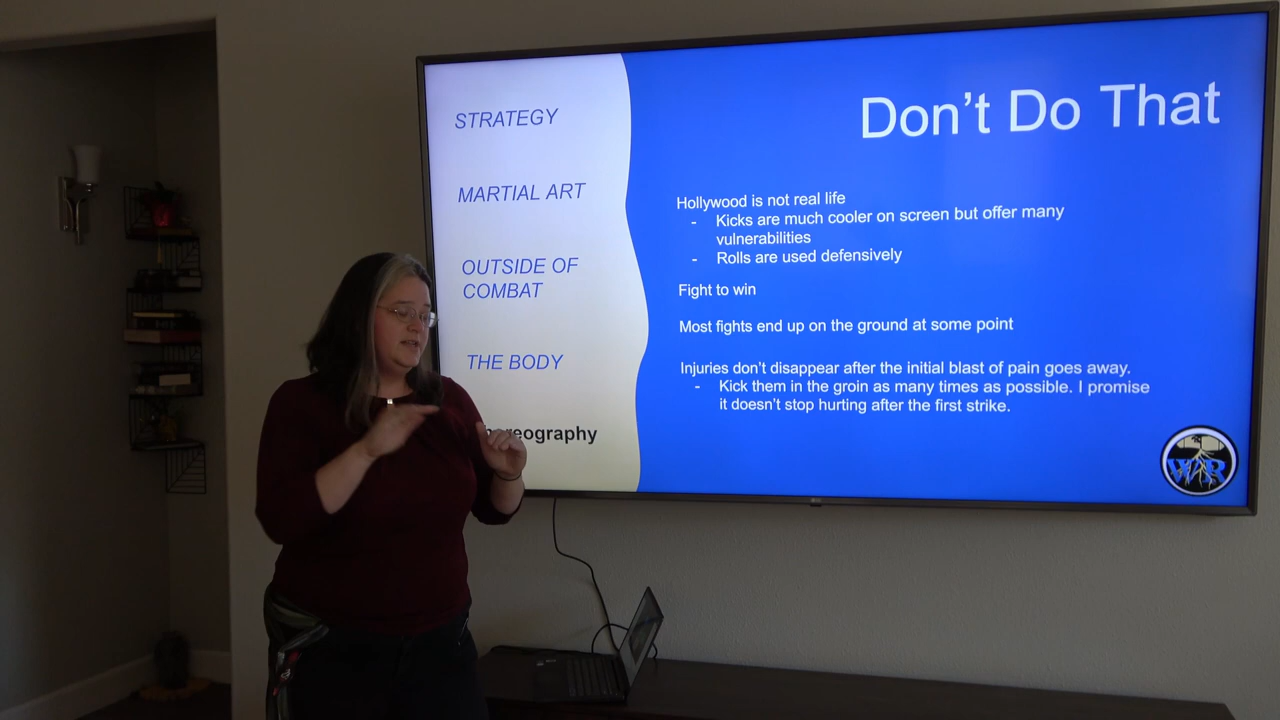 Don't Do That
STRATEGY
MARTIAL ART
OUTSIDE OF
COMBAT
THE BODY
Hollywood is not real life
- Kicks are much cooler on screen but offer many
vulnerabilities
- Rolls are used defensively
Fight to win
Most fights end up on the ground at some point
Injuries don't disappear after the initial blast of pain goes away.
- Kick them in the groin as many times as possible. I promise
it doesn't stop hurting after the first strike.
WR